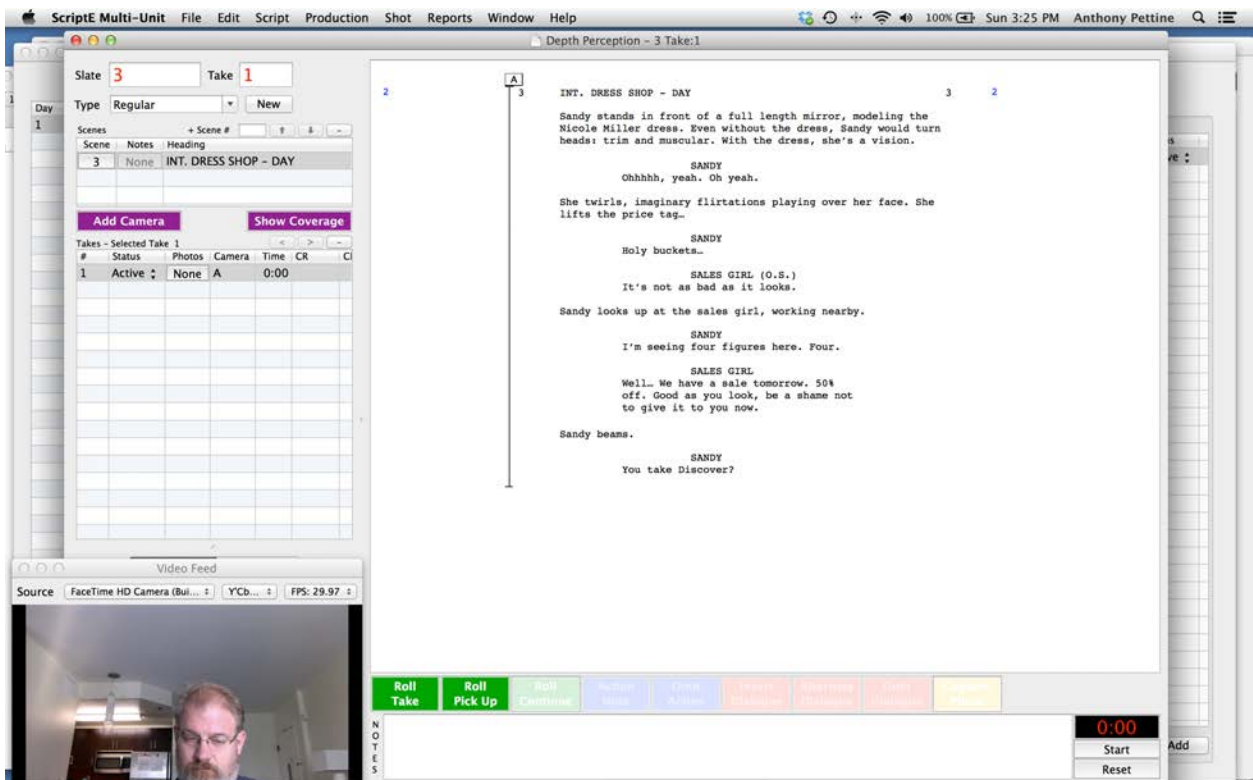 ScriptE Multi-Unit File Edit Script Production Shot Reports Window Help 100% Sun 3:25 PM Anthony Pettine
Depth Perception - 3 Take:1
Day
1
Slate 3 Take 1
Type Regular New
Scenes + Scene #
Scene Notes Heading
3 None INT. DRESS SHOP - DAY
Add Camera Show Coverage
Takes - Selected Take 1
# Status Photos Camera Time CR
1 Active None A 0:00
A
2 3 INT. DRESS SHOP - DAY 3 2
Sandy stands in front of a full length mirror, modeling the
Nicole Miller dress. Even without the dress, Sandy would turn
heads: trim and muscular. With the dress, she's a vision.
SANDY
Ohhhhh, yeah. Oh yeah.
She twirls, imaginary flirtations playing over her face. She
lifts the price tag…
SANDY
Holy buckets…
SALES GIRL (O.S.)
It's not as bad as it looks.
Sandy looks up at the sales girl, working nearby.
SANDY
I'm seeing four figures here. Four.
SALES GIRL
Well… We have a sale tomorrow. 50%
off. Good as you look, be a shame not
to give it to you now.
Sandy beams.
SANDY
You take Discover?
Video Feed
Source FaceTime HD Camera (Bui... Y'Cb... FPS: 29.97
Roll Take
Roll Pick Up
Roll Continue
NOTES
0:00
Start
Reset
Add